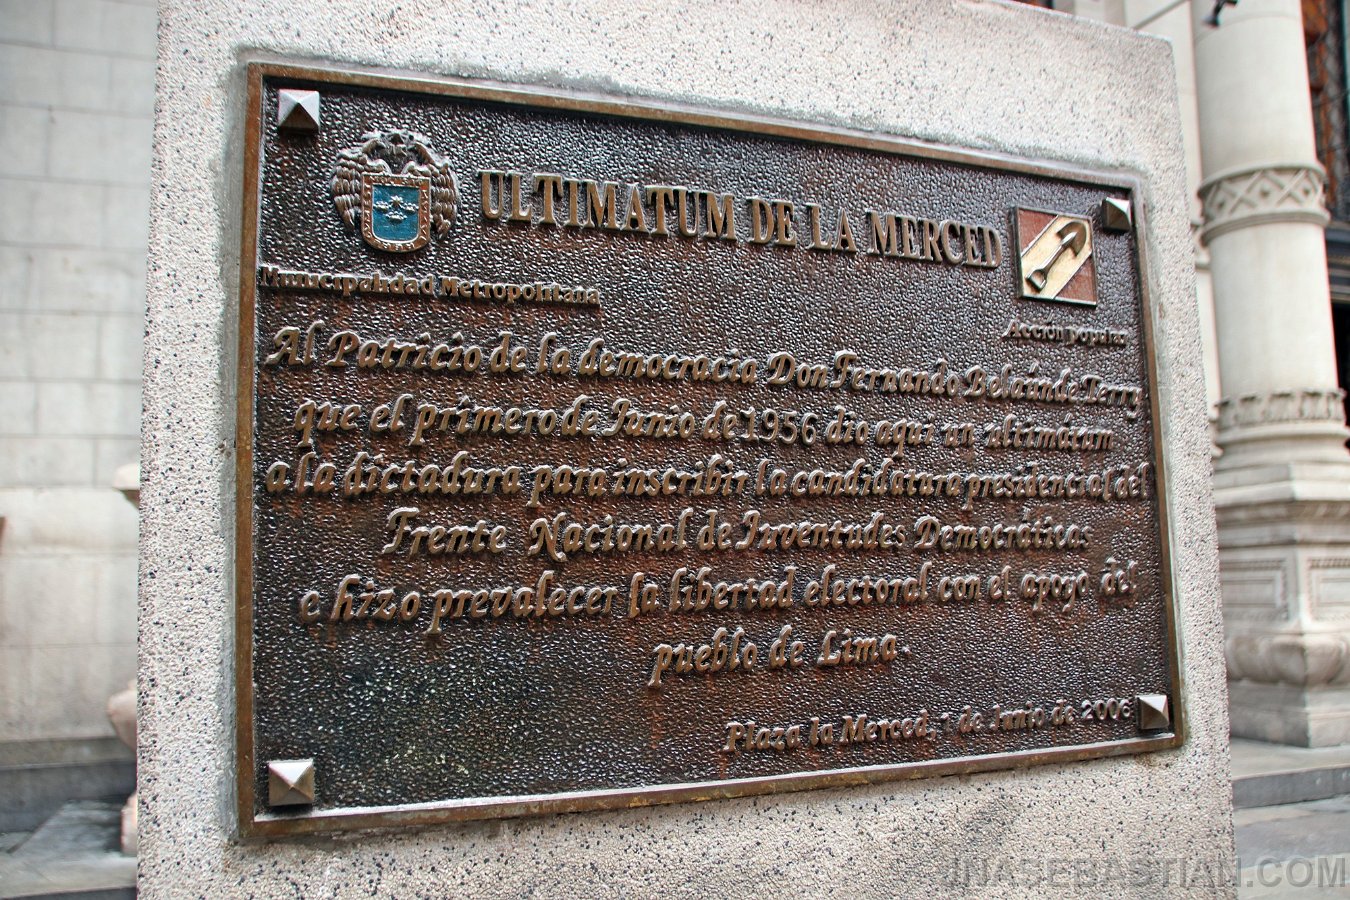 ULTIMATUM DE LA MERCED
Municipalidad Metropolitana
Acción popular
Al Patricio de la democracia Don Fernando Belaúnde Terry
que el primero de Junio de 1956 dio aqui un ultimátum
a la dictadura para inscribir la candidatura presidencial del
Frente Nacional de Juventudes Democráticas
e hizo prevalecer la libertad electoral con el apoyo del
pueblo de Lima.
Plaza la Merced, 1 de Junio de 2006
JNASEBASTIAN.COM